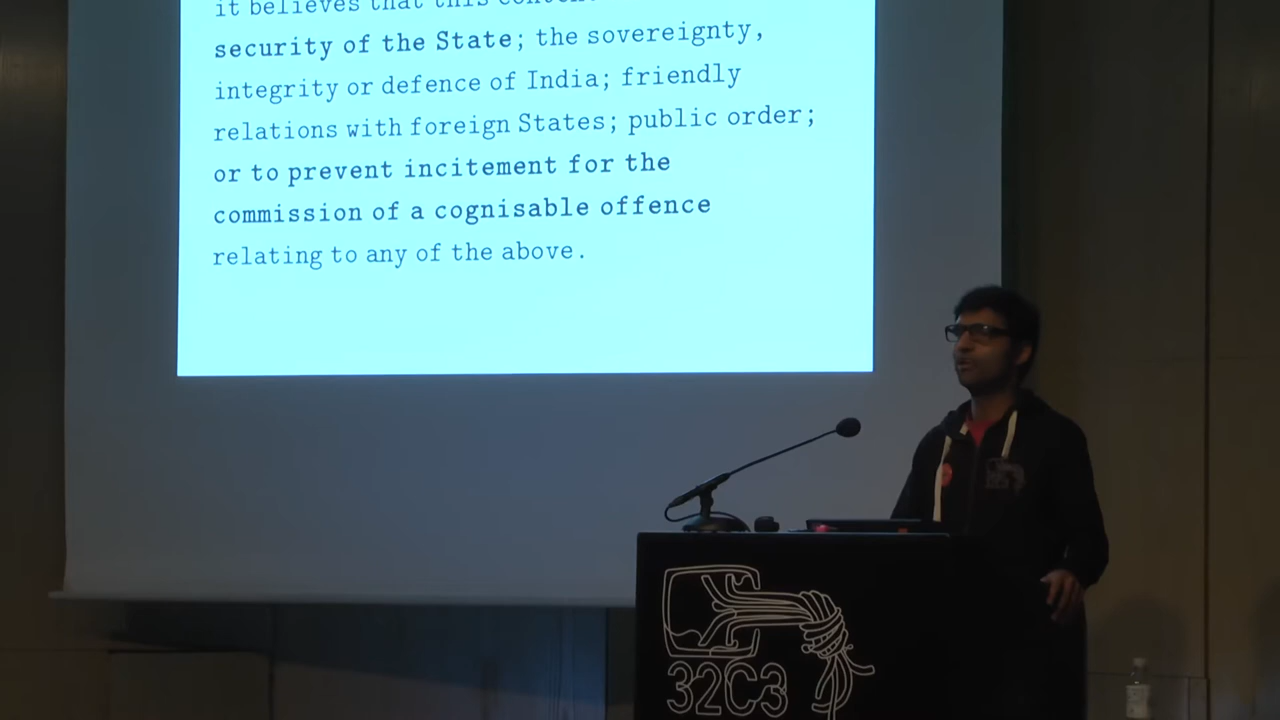 it believes that this conten
security of the State; the sovereignty,
integrity or defence of India; friendly
relations with foreign States; public order;
or to prevent incitement for the
commission of a cognisable offence
relating to any of the above.
32C3